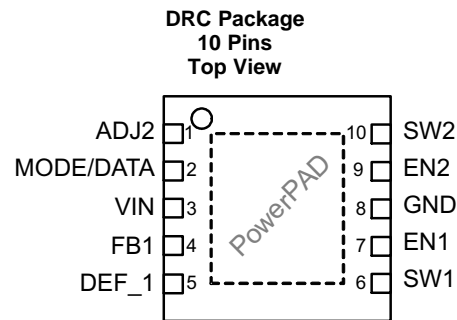 DRC Package
10 Pins
Top View
ADJ2 1 10 SW2
MODE/DATA 2 9 EN2
VIN 3 8 GND
FB1 4 7 EN1
DEF_1 5 6 SW1
PowerPAD